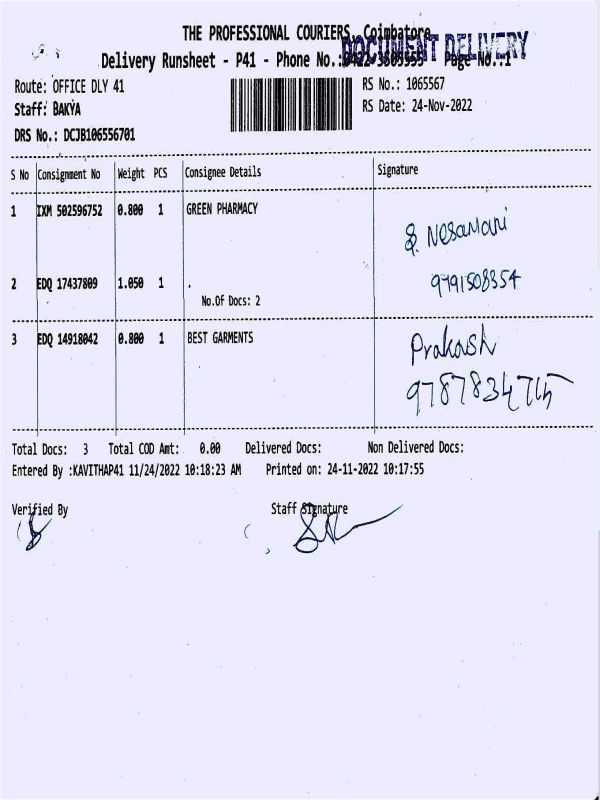 THE PROFESSIONAL COURIERS, Coimbatore
DOCUMENT DELIVERY
Delivery Runsheet - P41 - Phone No.: Page No.:1
Route: OFFICE DLY 41
RS No.: 1065567
Staff: BAKYA
RS Date: 24-Nov-2022
DRS No.: DCJB106556701
S No Consignment No Weight PCS Consignee Details Signature
1 IXM 502596752 0.800 1 GREEN PHARMACY
S. Nesamani
9791508354
2 EDQ 17437809 1.050 1 .
No.Of Docs: 2
3 EDQ 14918042 0.800 1 BEST GARMENTS
Prakash
9787834715
Total Docs: 3 Total COD Amt: 0.00 Delivered Docs: Non Delivered Docs:
Entered By :KAVITHAP41 11/24/2022 10:18:23 AM Printed on: 24-11-2022 10:17:55
Verified By Staff Signature